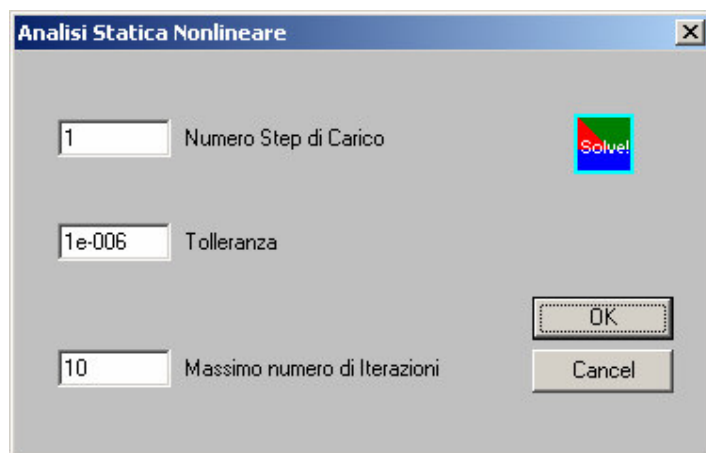 Analisi Statica Nonlineare
1 Numero Step di Carico
Solve!
1e-006 Tolleranza
OK
10 Massimo numero di Iterazioni
Cancel